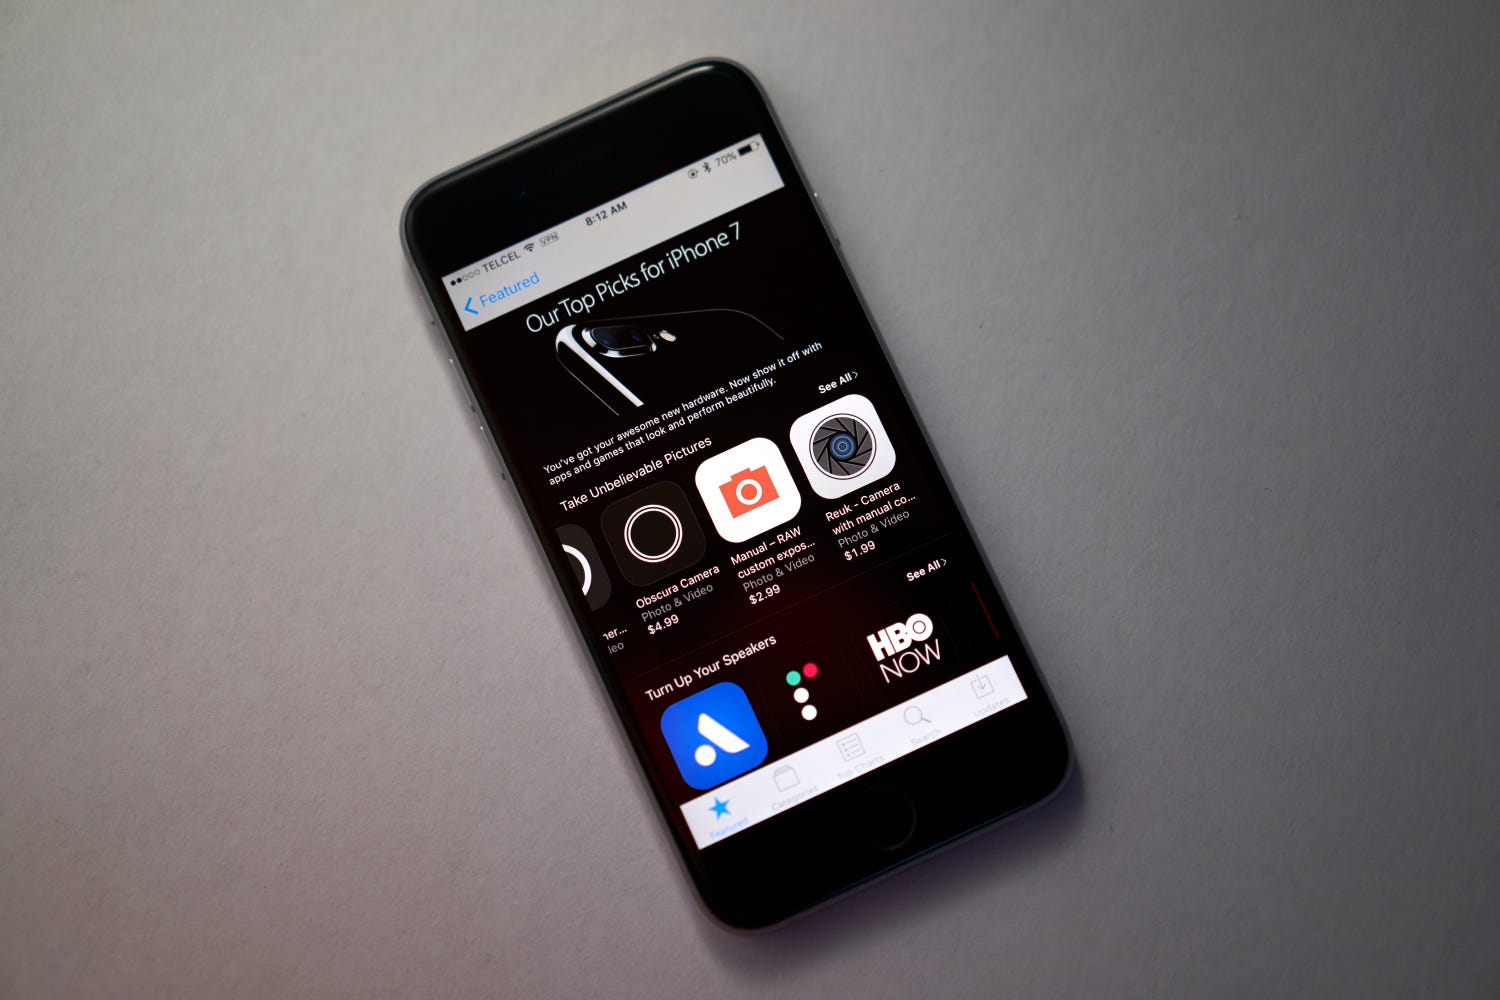 TELCEL VPN 8:12 AM 70%
Featured
Our Top Picks for iPhone 7
You've got your awesome new hardware. Now show it off with
apps and games that look and perform beautifully.
Take Unbelievable Pictures
See All
ner...
leo
Obscura Camera
Photo & Video
$4.99
Manual – RAW
custom expos...
Photo & Video
$2.99
Reuk - Camera
with manual co...
Photo & Video
$1.99
Turn Up Your Speakers
See All
HBO
NOW
Featured
Categories
Top Charts
Search
Updates